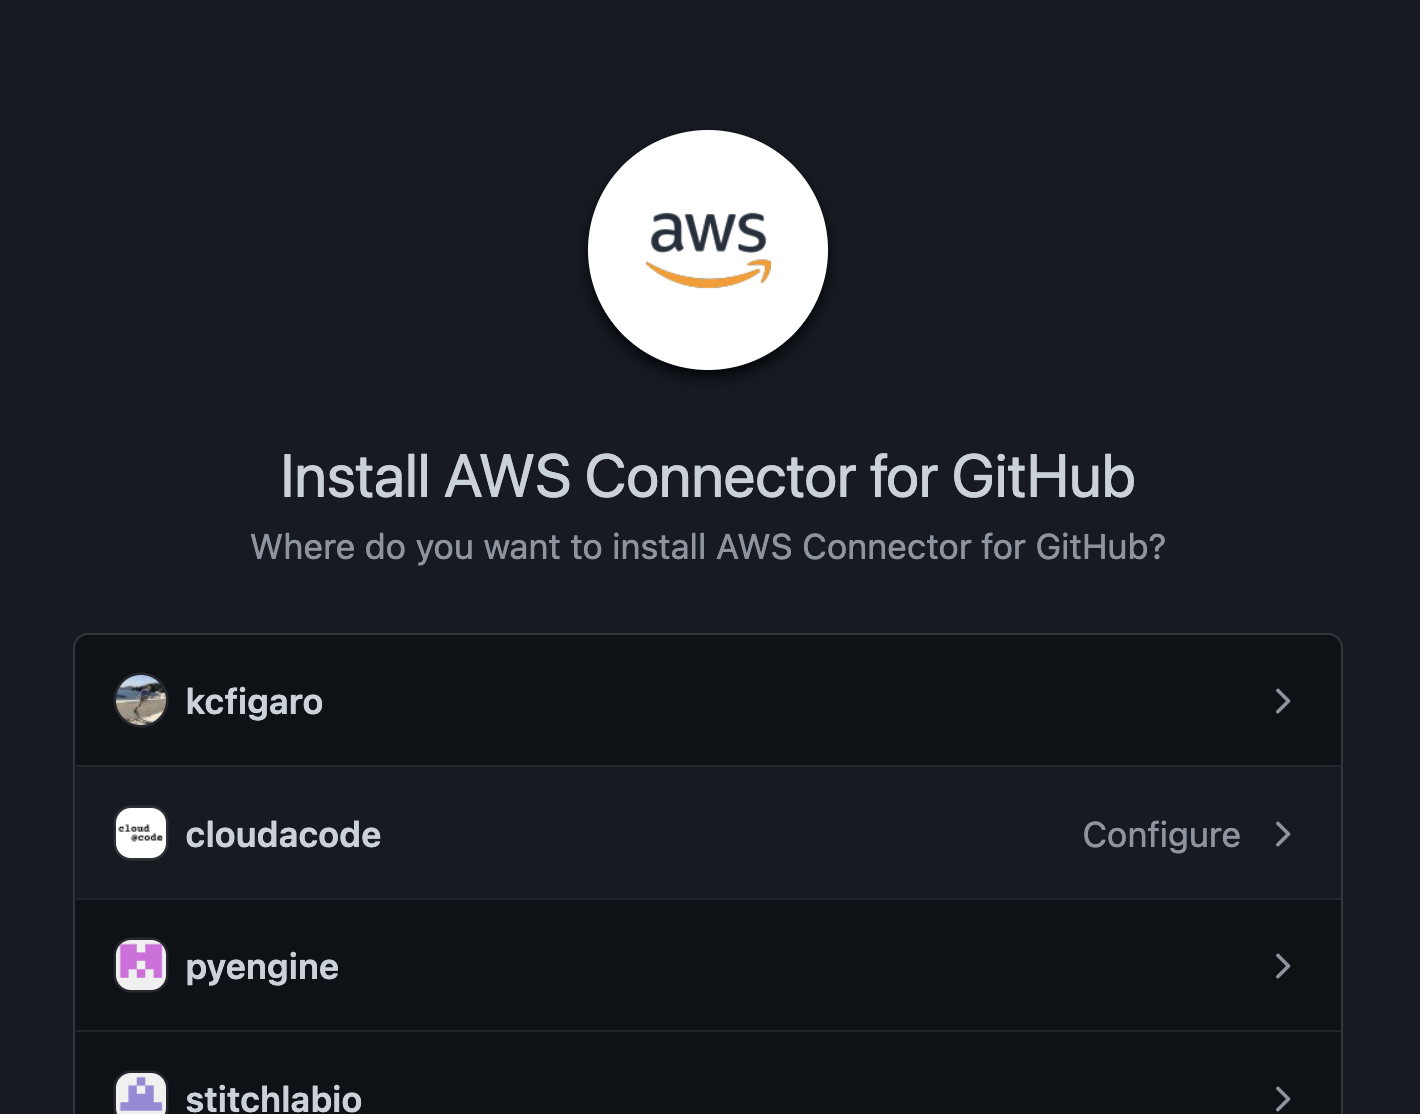 aws
Install AWS Connector for GitHub
Where do you want to install AWS Connector for GitHub?
kcfigaro
cloud
@code
cloudacode
Configure
pyengine
stitchlabio